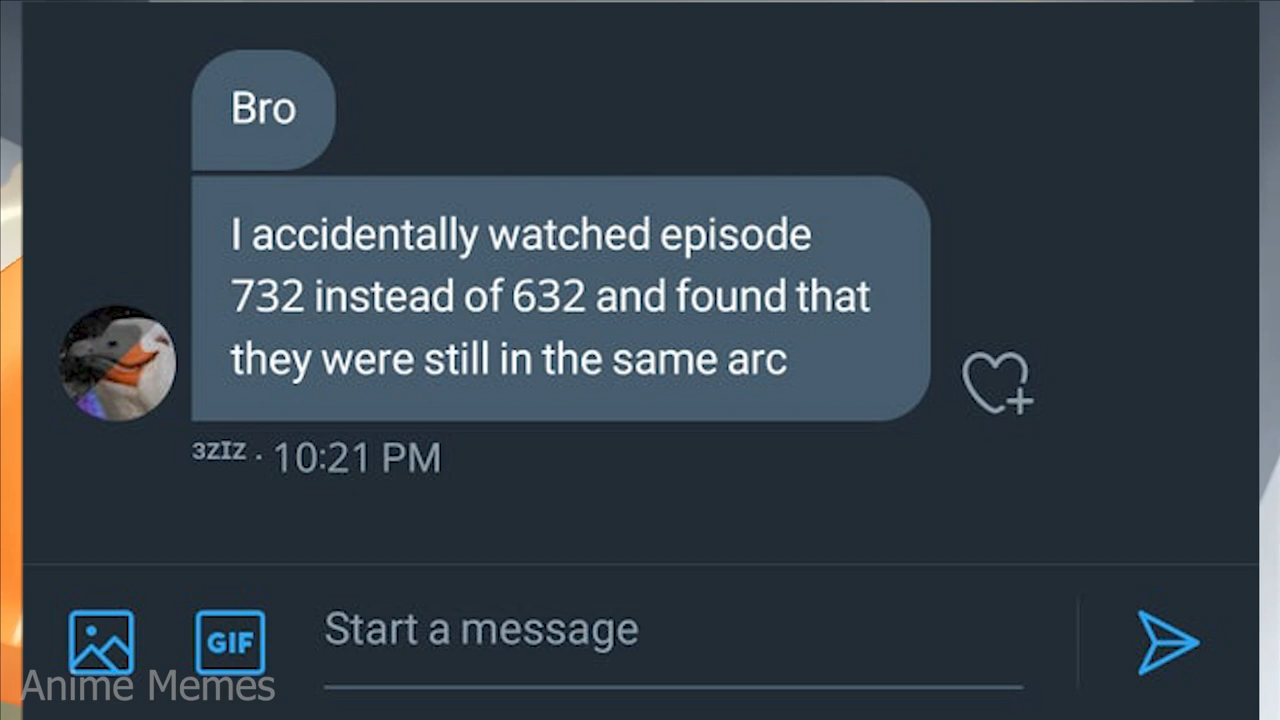 Bro
I accidentally watched episode
732 instead of 632 and found that
they were still in the same arc
ᴈᴢɪᴢ · 10:21 PM
GIF
Start a message
Anime Memes